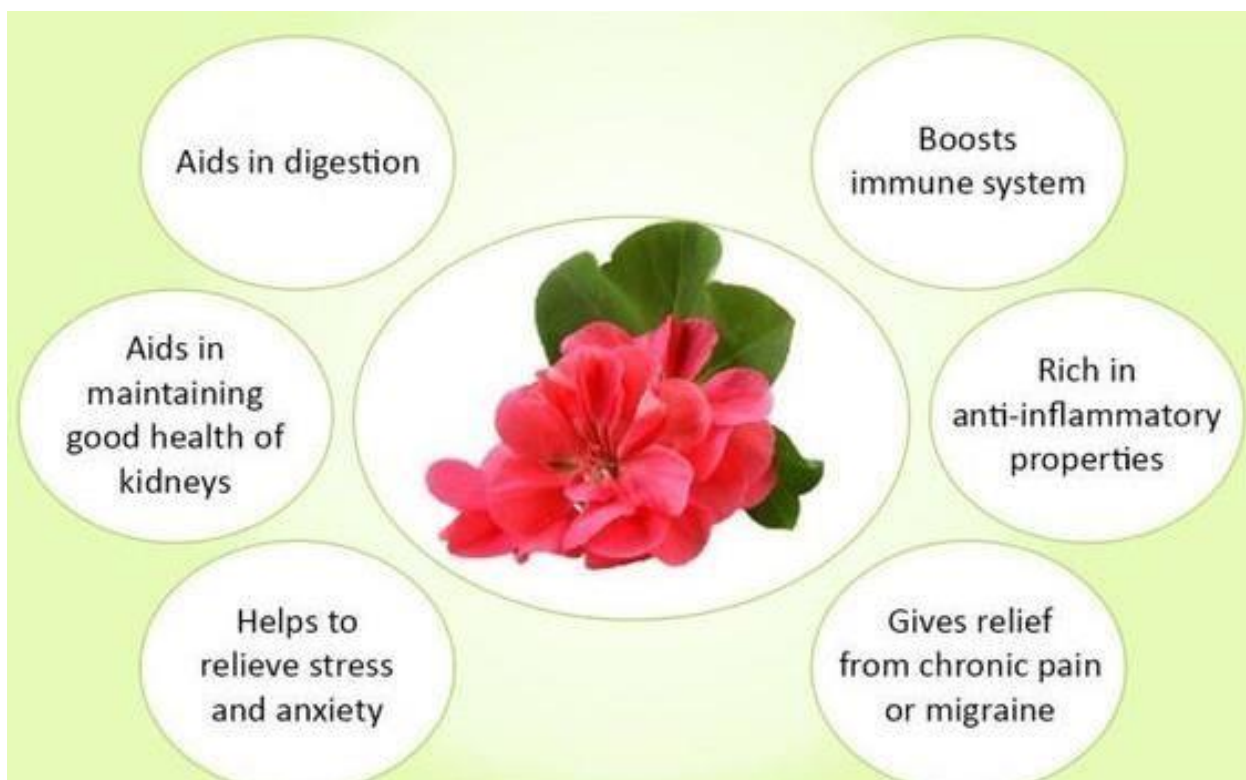 Aids in digestion
Boosts
immune system
Aids in
maintaining
good health of
kidneys
Rich in
anti-inflammatory
properties
Helps to
relieve stress
and anxiety
Gives relief
from chronic pain
or migraine